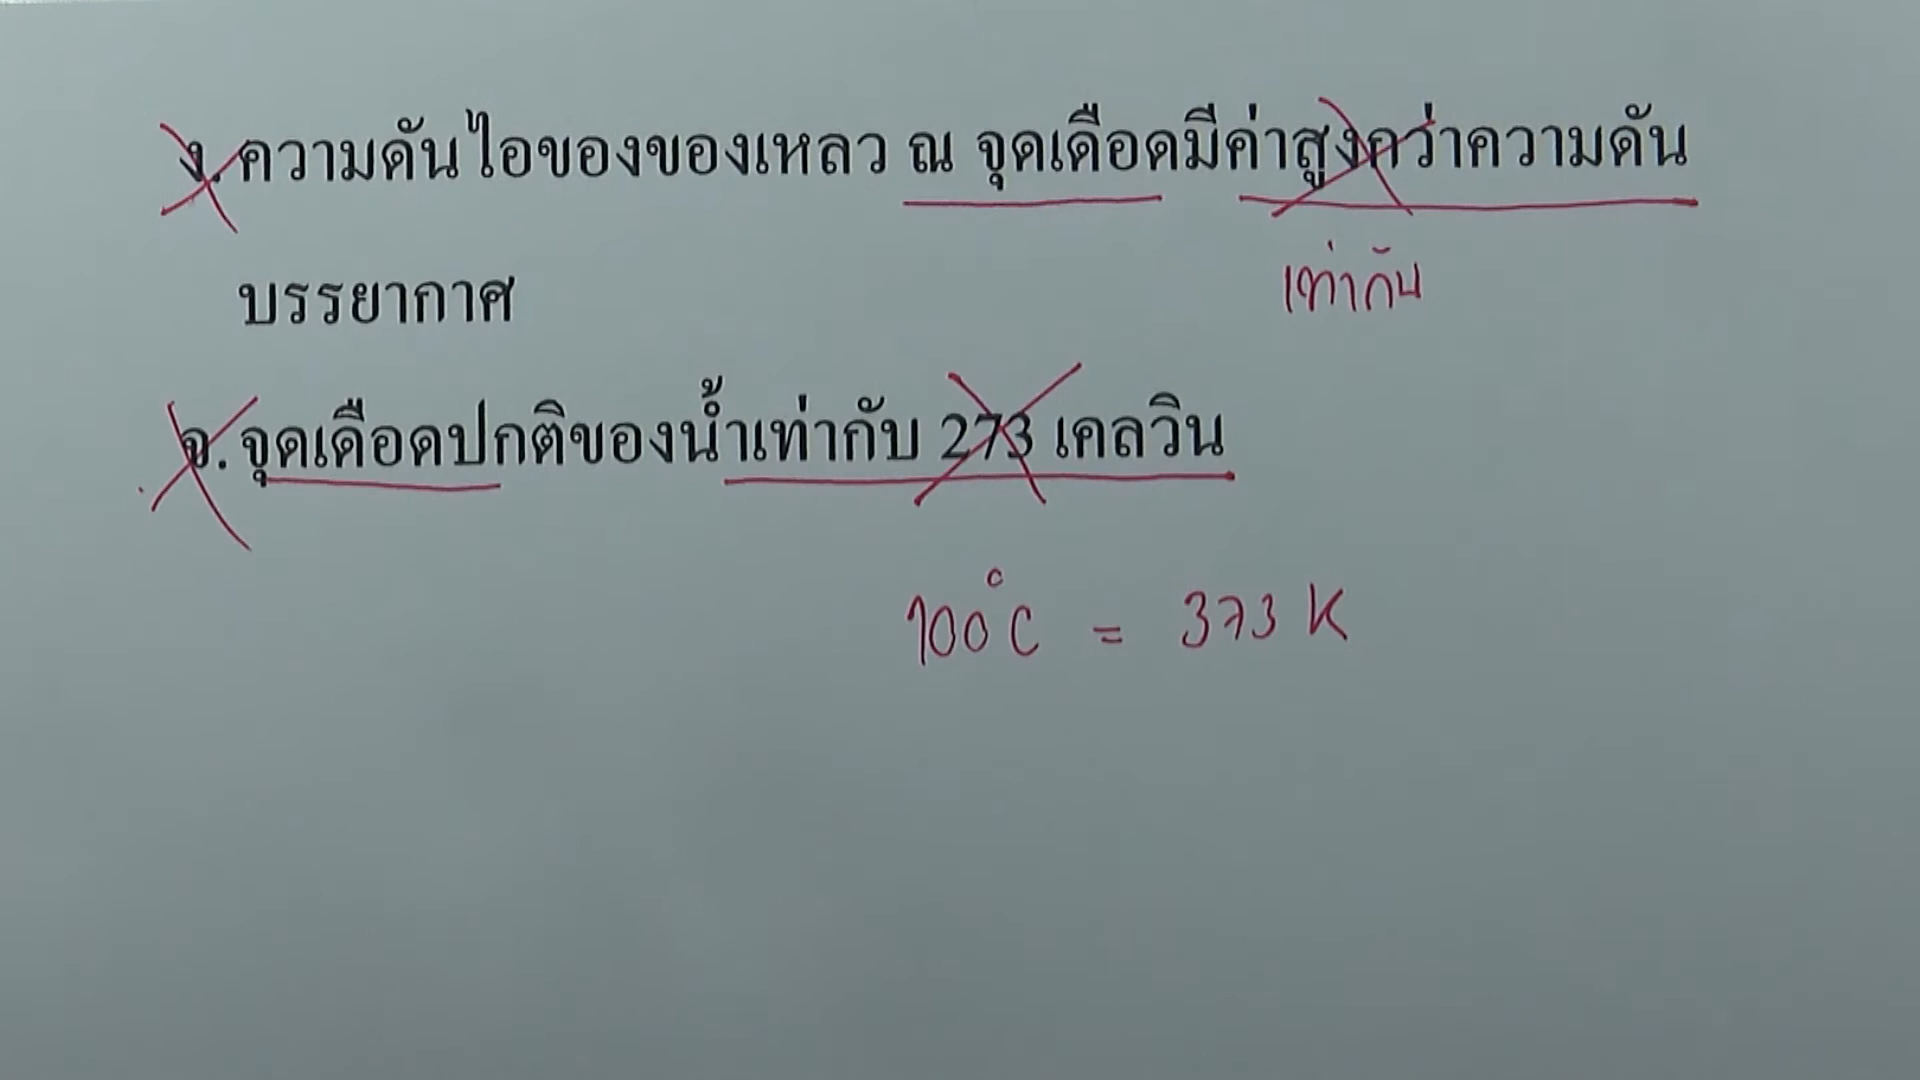 ง. ความดันไอของของเหลว ณ จุดเดือดมีค่าสูงกว่าความดัน
เท่ากับ
บรรยากาศ
จ. จุดเดือดปกติของน้ำเท่ากับ 273 เคลวิน
100°C = 373 K